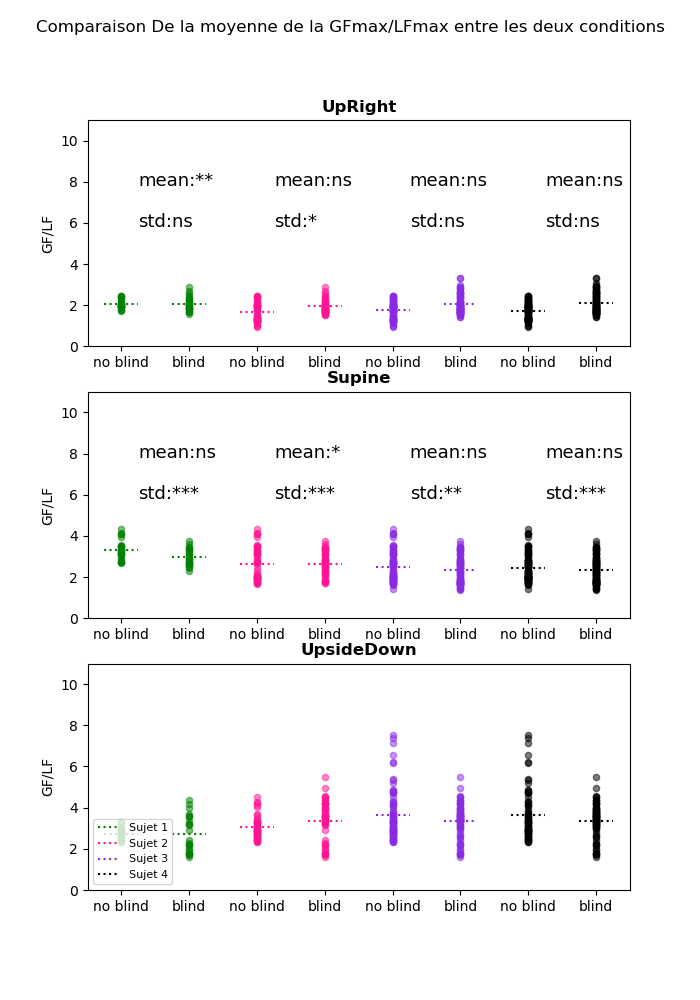 Comparaison De la moyenne de la GFmax/LFmax entre les deux conditions
UpRight
10
8
6
4
2
0
GF/LF
mean:** mean:ns mean:ns mean:ns
std:ns std:* std:ns std:ns
no blind blind no blind blind no blind blind no blind blind
Supine
10
8
6
4
2
0
GF/LF
mean:ns mean:* mean:ns mean:ns
std:*** std:*** std:** std:***
no blind blind no blind blind no blind blind no blind blind
UpsideDown
10
8
6
4
2
0
GF/LF
Sujet 1
Sujet 2
Sujet 3
Sujet 4
no blind blind no blind blind no blind blind no blind blind